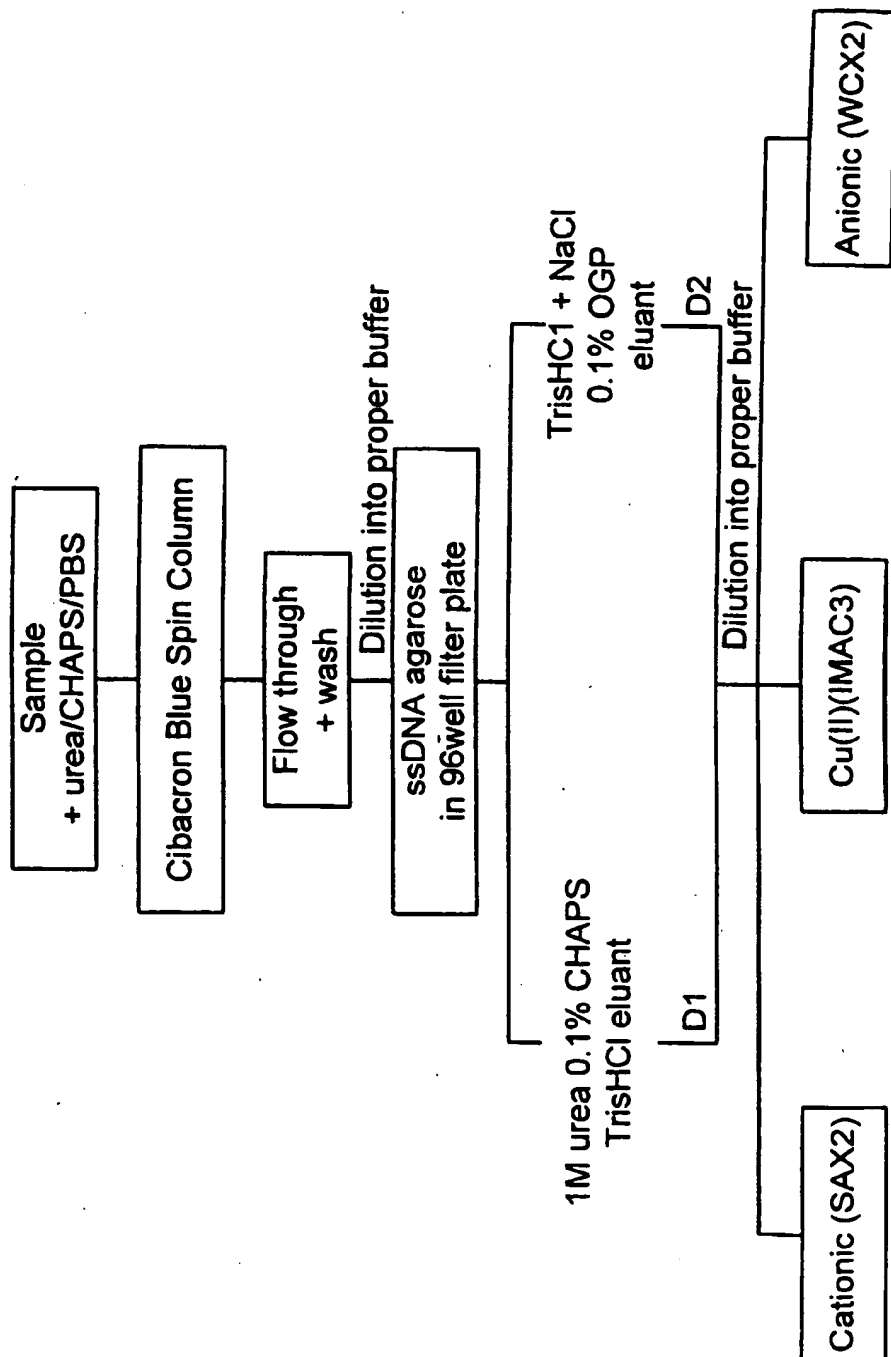 Sample
+ urea/CHAPS/PBS
Cibacron Blue Spin Column
Flow through
+ wash
Dilution into proper buffer
ssDNA agarose
in 96well filter plate
1M urea 0.1% CHAPS
TrisHCl eluant
D1
TrisHC1 + NaCl
0.1% OGP
eluant
D2
Dilution into proper buffer
Cationic (SAX2)
Cu(II)(IMAC3)
Anionic (WCX2)